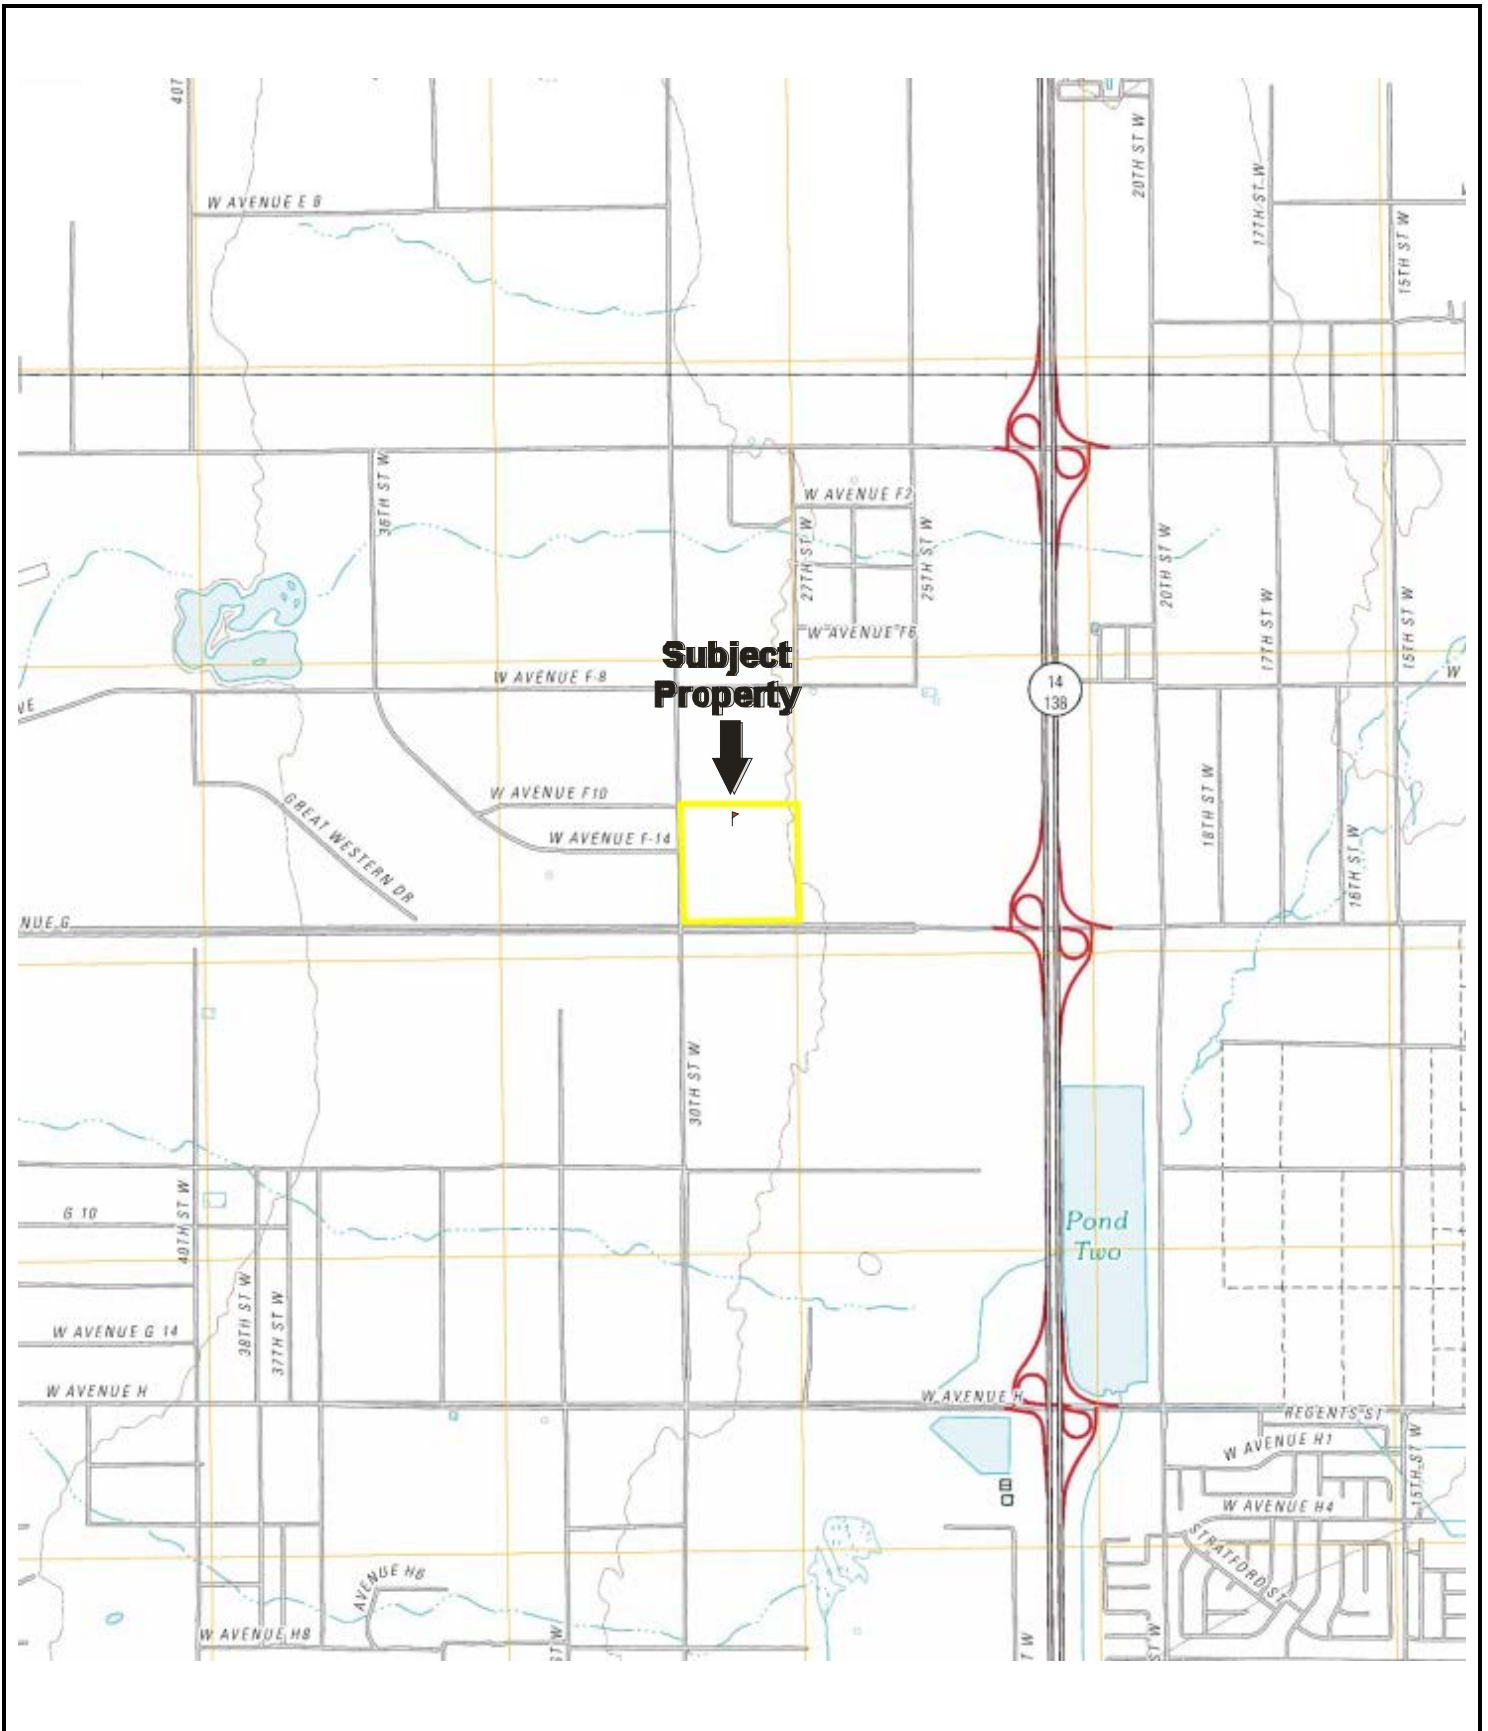 40T
20TH ST W
17TH ST W
W AVENUE E 8
15TH ST W
36TH ST W
W AVENUE F2
27TH ST W
25TH ST W
20TH ST W
17TH ST W
15TH ST W
W AVENUE F6
Subject
Property
W AVENUE F-8
W
14
138
VE
W AVENUE F10
GREAT WESTERN DR
W AVENUE F-14
18TH ST W
16TH ST W
NUE G
30TH ST W
40TH ST W
G 10
Pond
Two
38TH ST W
37TH ST W
W AVENUE G 14
W AVENUE H
W AVENUE H
REGENTS ST
W AVENUE H1
15TH ST W
W AVENUE H4
STRATFORD ST
AVENUE H6
W AVENUE H8
ST W
T W
ST W